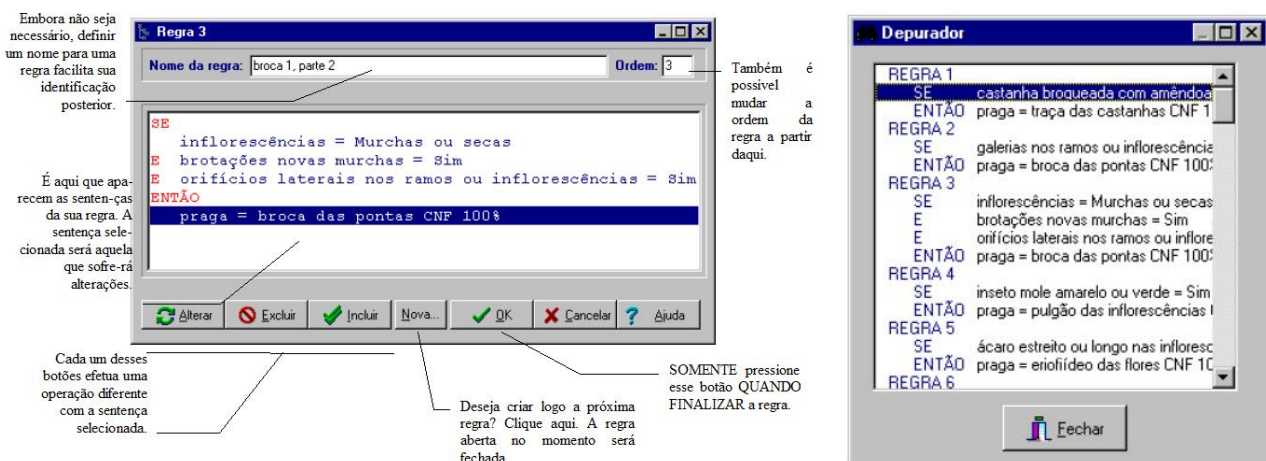 Embora não seja
necessário, definir
um nome para uma
regra facilita sua
identificação
posterior.
É aqui que apa-
recem as senten-ças
da sua regra. A
sentença sele-
cionada será aquela
que sofre-rá
alterações.
Cada um desses
botões efetua uma
operação diferente
com a sentença
selecionada.
Regra 3
Nome da regra: broca 1, parte 2 Ordem: 3
SE
inflorescências = Murchas ou secas
E brotações novas murchas = Sim
E orifícios laterais nos ramos ou inflorescências = Sim
ENTÃO
praga = broca das pontas CNF 100%
Alterar Excluir Incluir Nova... OK Cancelar Ajuda
Também é
possível
mudar a
ordem da
regra a partir
daqui.
Deseja criar logo a próxima
regra? Clique aqui. A regra
aberta no momento será
fechada
SOMENTE pressione
esse botão QUANDO
FINALIZAR a regra.
Depurador
REGRA 1
SE castanha broqueada com amêndoa
ENTÃO praga = traça das castanhas CNF 1
REGRA 2
SE galerias nos ramos ou inflorescência
ENTÃO praga = broca das pontas CNF 100%
REGRA 3
SE inflorescências = Murchas ou secas
E brotações novas murchas = Sim
E orifícios laterais nos ramos ou inflore
ENTÃO praga = broca das pontas CNF 100%
REGRA 4
SE inseto mole amarelo ou verde = Sim
ENTÃO praga = pulgão das inflorescências
REGRA 5
SE ácaro estreito ou longo nas infloresc
ENTÃO praga = eriofiídeo das flores CNF 10
REGRA 6
Fechar